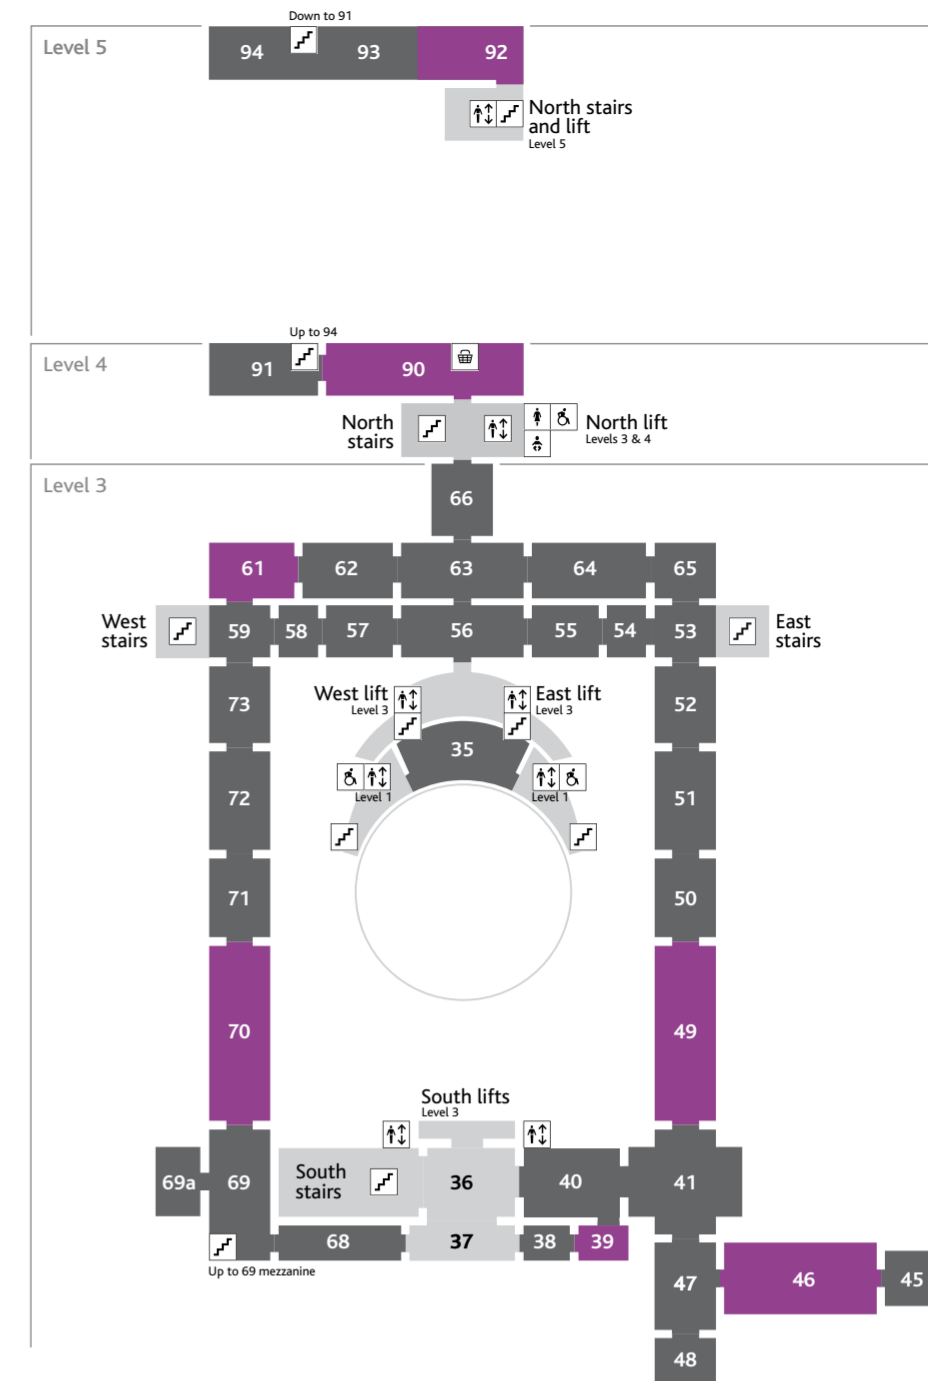 Down to 91
Level 5
94
93
92
North stairs
and lift
Level 5
Up to 94
Level 4
91
90
North
stairs
North lift
Levels 3 & 4
Level 3
66
61
62
63
64
65
West
stairs
59
58
57
56
55
54
53
East
stairs
73
West lift
Level 3
East lift
Level 3
52
35
72
Level 1
Level 1
51
71
50
70
49
South lifts
Level 3
69a
69
South
stairs
36
40
41
68
37
38
39
Up to 69 mezzanine
47
46
45
48